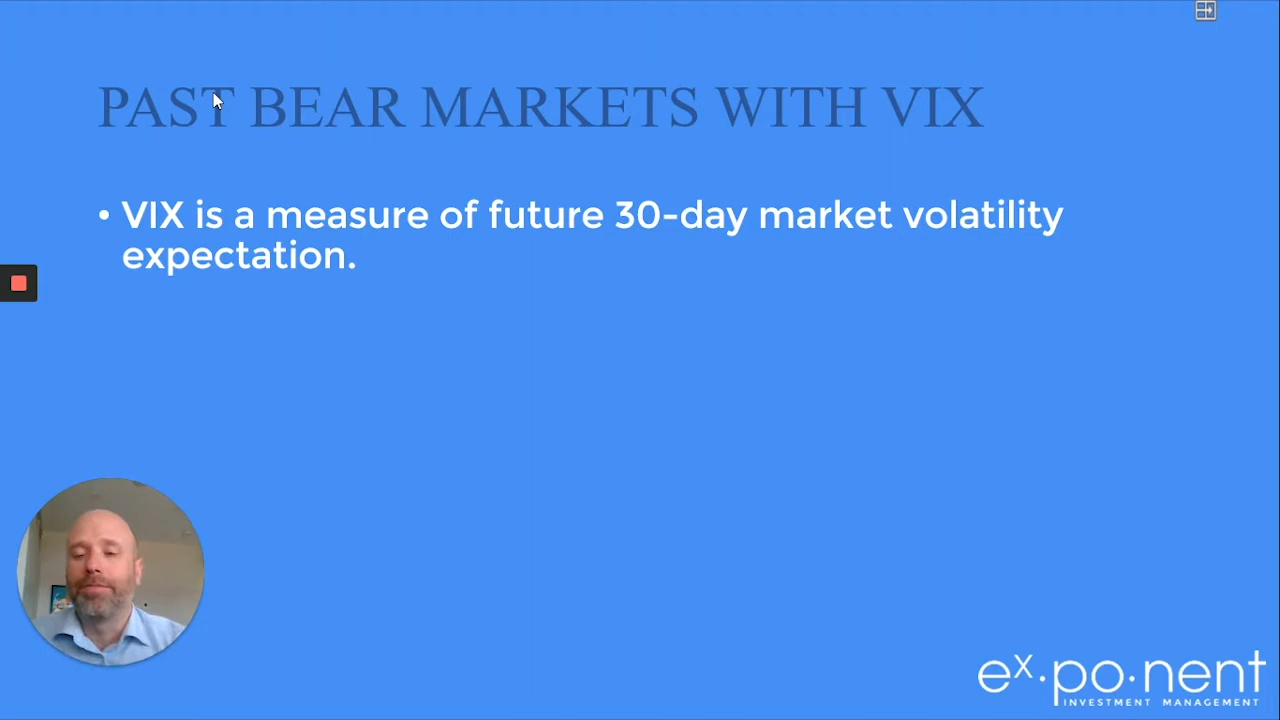 PAST BEAR MARKETS WITH VIX
• VIX is a measure of future 30-day market volatility
expectation.
ex·po·nent
INVESTMENT MANAGEMENT